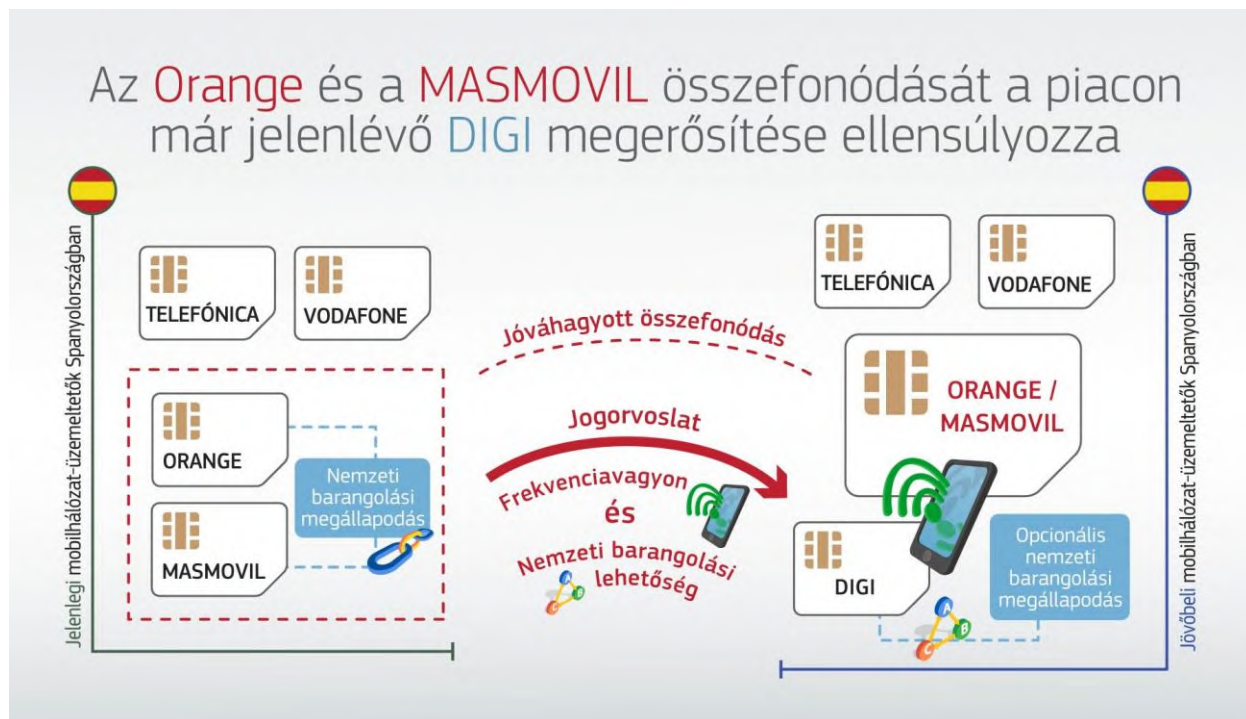 Az Orange és a MASMOVIL összefonódását a piacon
már jelenlévő DIGI megerősítése ellensúlyozza
Jelenlegi mobilhálózat-üzemeltetők Spanyolországban
TELEFÓNICA
VODAFONE
ORANGE
MASMOVIL
Nemzeti
barangolási
megállapodás
Jóváhagyott összefonódás
Jogorvoslat
Frekvenciavagyon
és
Nemzeti barangolási
lehetőség
A
B
C
TELEFÓNICA
VODAFONE
ORANGE /
MASMOVIL
DIGI
Opcionális
nemzeti
barangolási
megállapodás
A
B
C
Jövőbeli mobilhálózat-üzemeltetők Spanyolországban